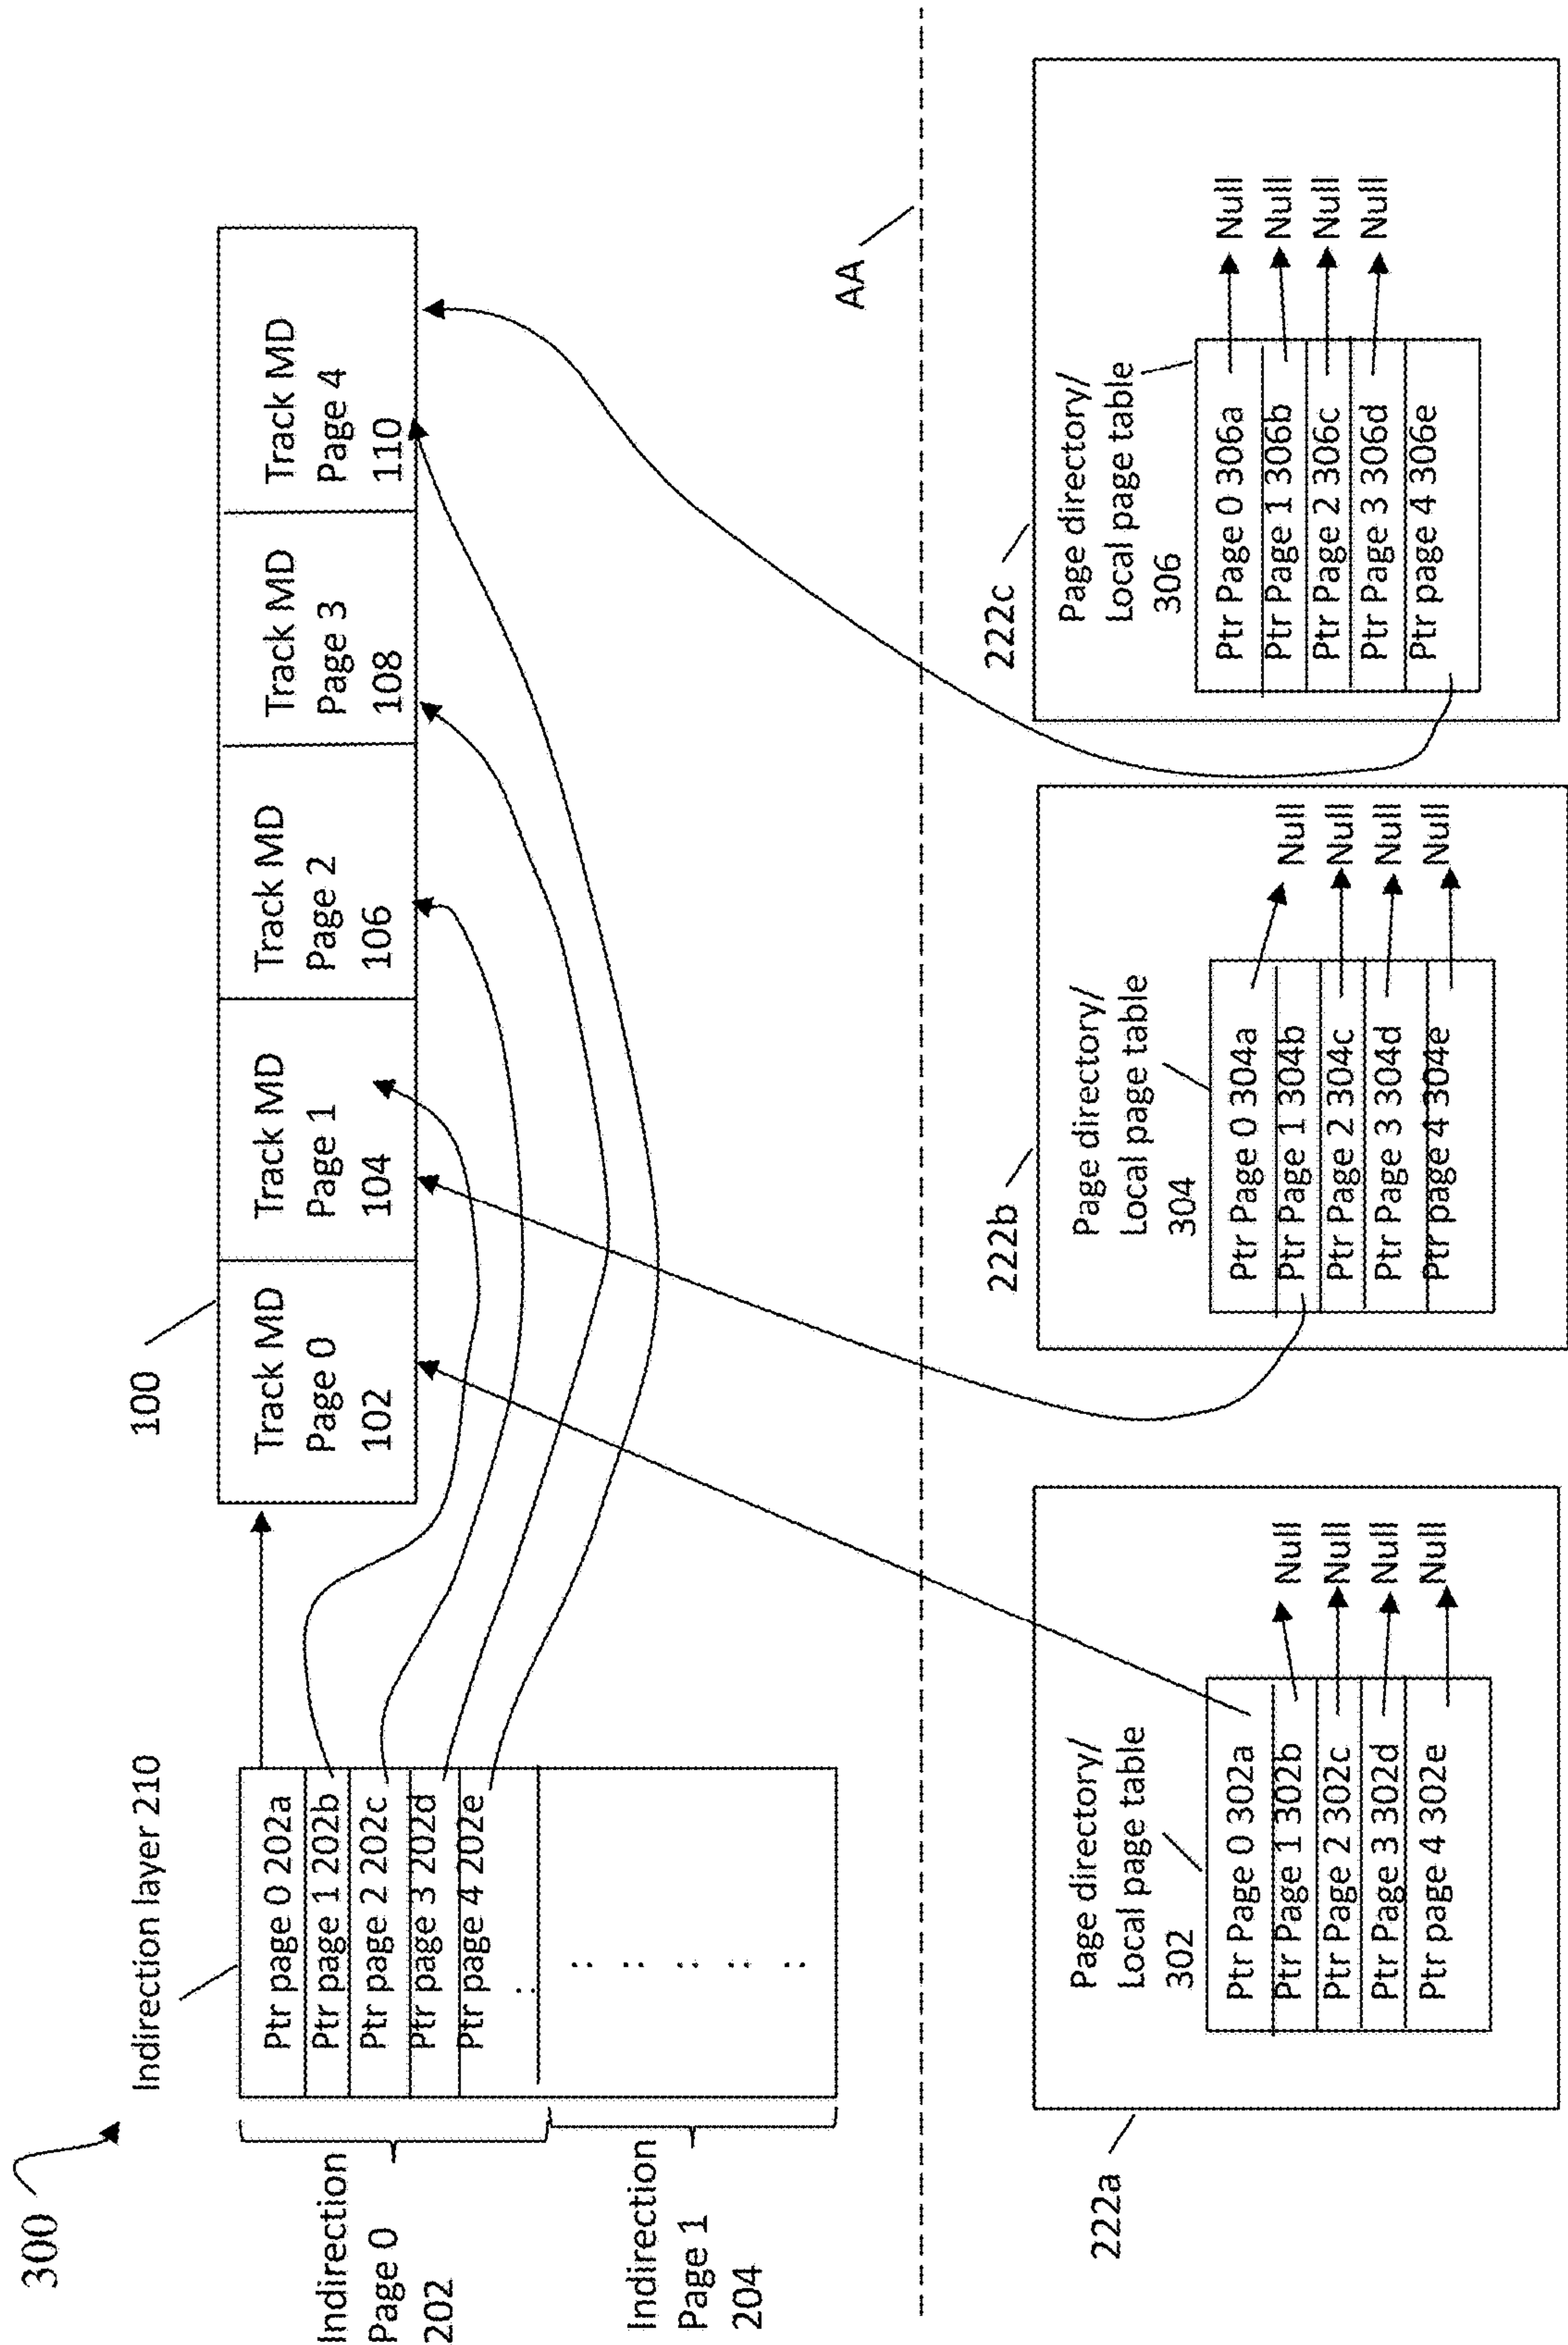 300
Indirection layer 210
100
Indirection
Page 0
202
Indirection
Page 1
204
Ptr page 0 202a
Ptr page 1 202b
Ptr page 2 202c
Ptr page 3 202d
Ptr page 4 202e
..
..
..
..
..
..
Track MD
Page 0
102
Track MD
Page 1
104
Track MD
Page 2
106
Track MD
Page 3
108
Track MD
Page 4
110
AA
222a
Page directory/
Local page table
302
Ptr Page 0 302a
Ptr Page 1 302b
Ptr Page 2 302c
Ptr Page 3 302d
Ptr page 4 302e
Null
Null
Null
Null
222b
Page directory/
Local page table
304
Ptr Page 0 304a
Ptr Page 1 304b
Ptr Page 2 304c
Ptr Page 3 304d
Ptr page 4 304e
Null
Null
Null
Null
222c
Page directory/
Local page table
306
Ptr Page 0 306a
Ptr Page 1 306b
Ptr Page 2 306c
Ptr Page 3 306d
Ptr page 4 306e
Null
Null
Null
Null